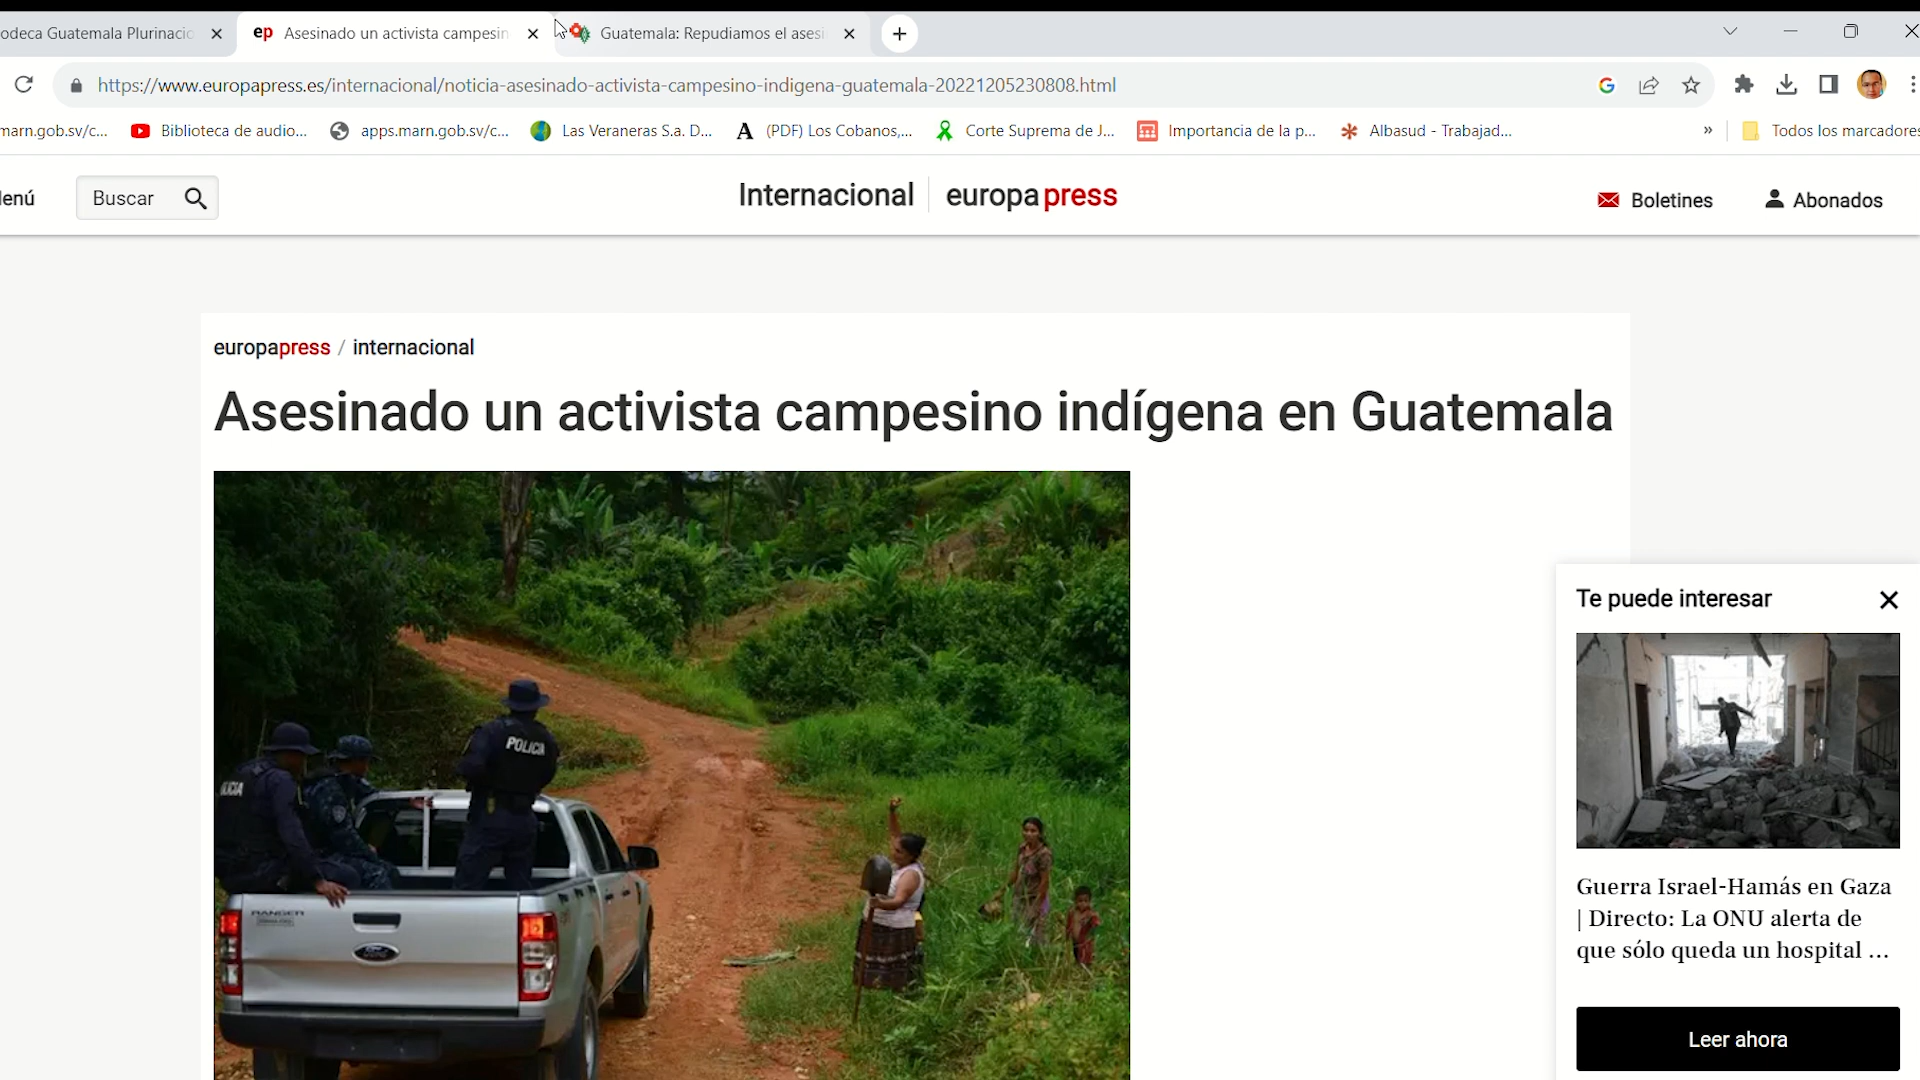 odeca Guatemala Plurinacic
ep Asesinado un activista campesin
Guatemala: Repudiamos el asesi
https://www.europapress.es/internacional/noticia-asesinado-activista-campesino-indigena-guatemala-20221205230808.html
marn.gob.sv/c...
Biblioteca de audio...
apps.marn.gob.sv/c...
Las Veraneras S.a. D...
(PDF) Los Cobanos,...
Corte Suprema de J...
Importancia de la p...
Albasud - Trabajad...
»
Todos los marcadores
enú
Buscar
Internacional
europa press
Boletines
Abonados
europapress / internacional
Asesinado un activista campesino indígena en Guatemala
POLICIA
LICIA
RANGER
Ford
Te puede interesar
Guerra Israel-Hamás en Gaza
| Directo: La ONU alerta de
que sólo queda un hospital ...
Leer ahora